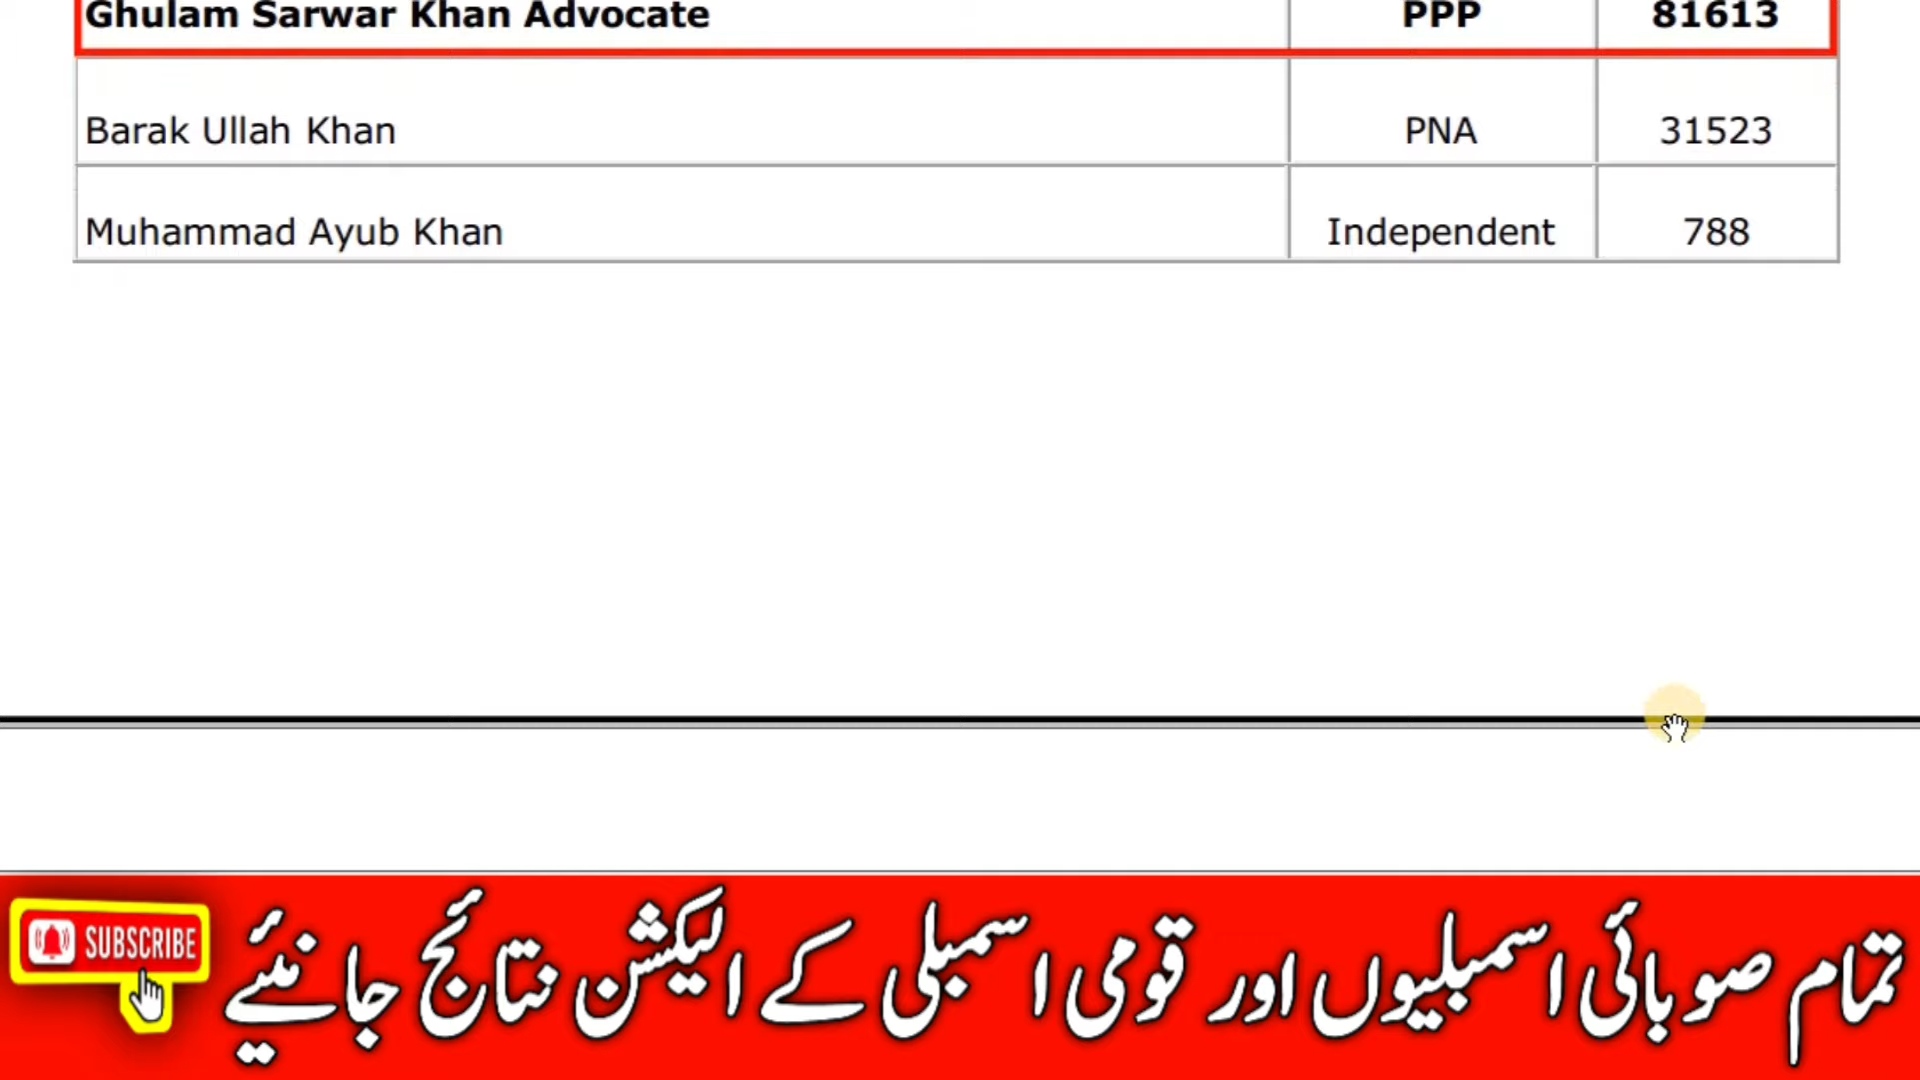 Ghulam Sarwar Khan Advocate PPP 81613
Barak Ullah Khan PNA 31523
Muhammad Ayub Khan Independent 788
SUBSCRIBE
تمام صوبائی اسمبلیوں اور قومی اسمبلی کے الیکشن نتائج جانئیے